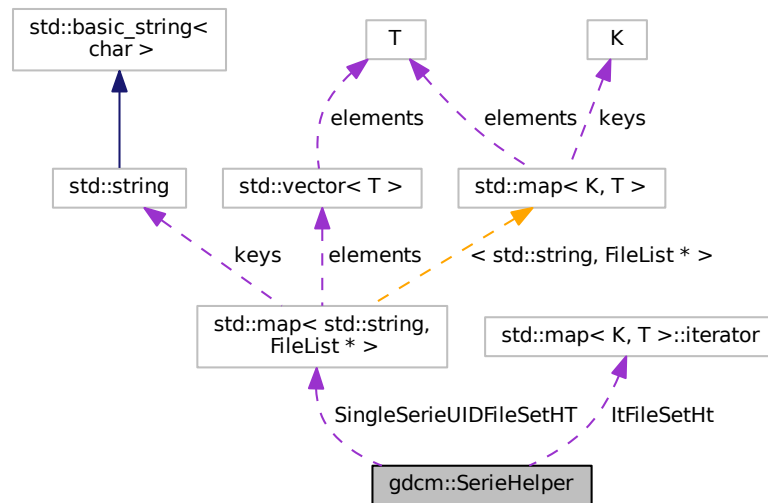 std::basic_string<
char >
T
K
elements
elements
keys
std::string
std::vector< T >
std::map< K, T >
keys
elements
< std::string, FileList * >
std::map< std::string,
FileList * >
std::map< K, T >::iterator
SingleSerieUIDFileSetHT
ItFileSetHt
gdcm::SerieHelper